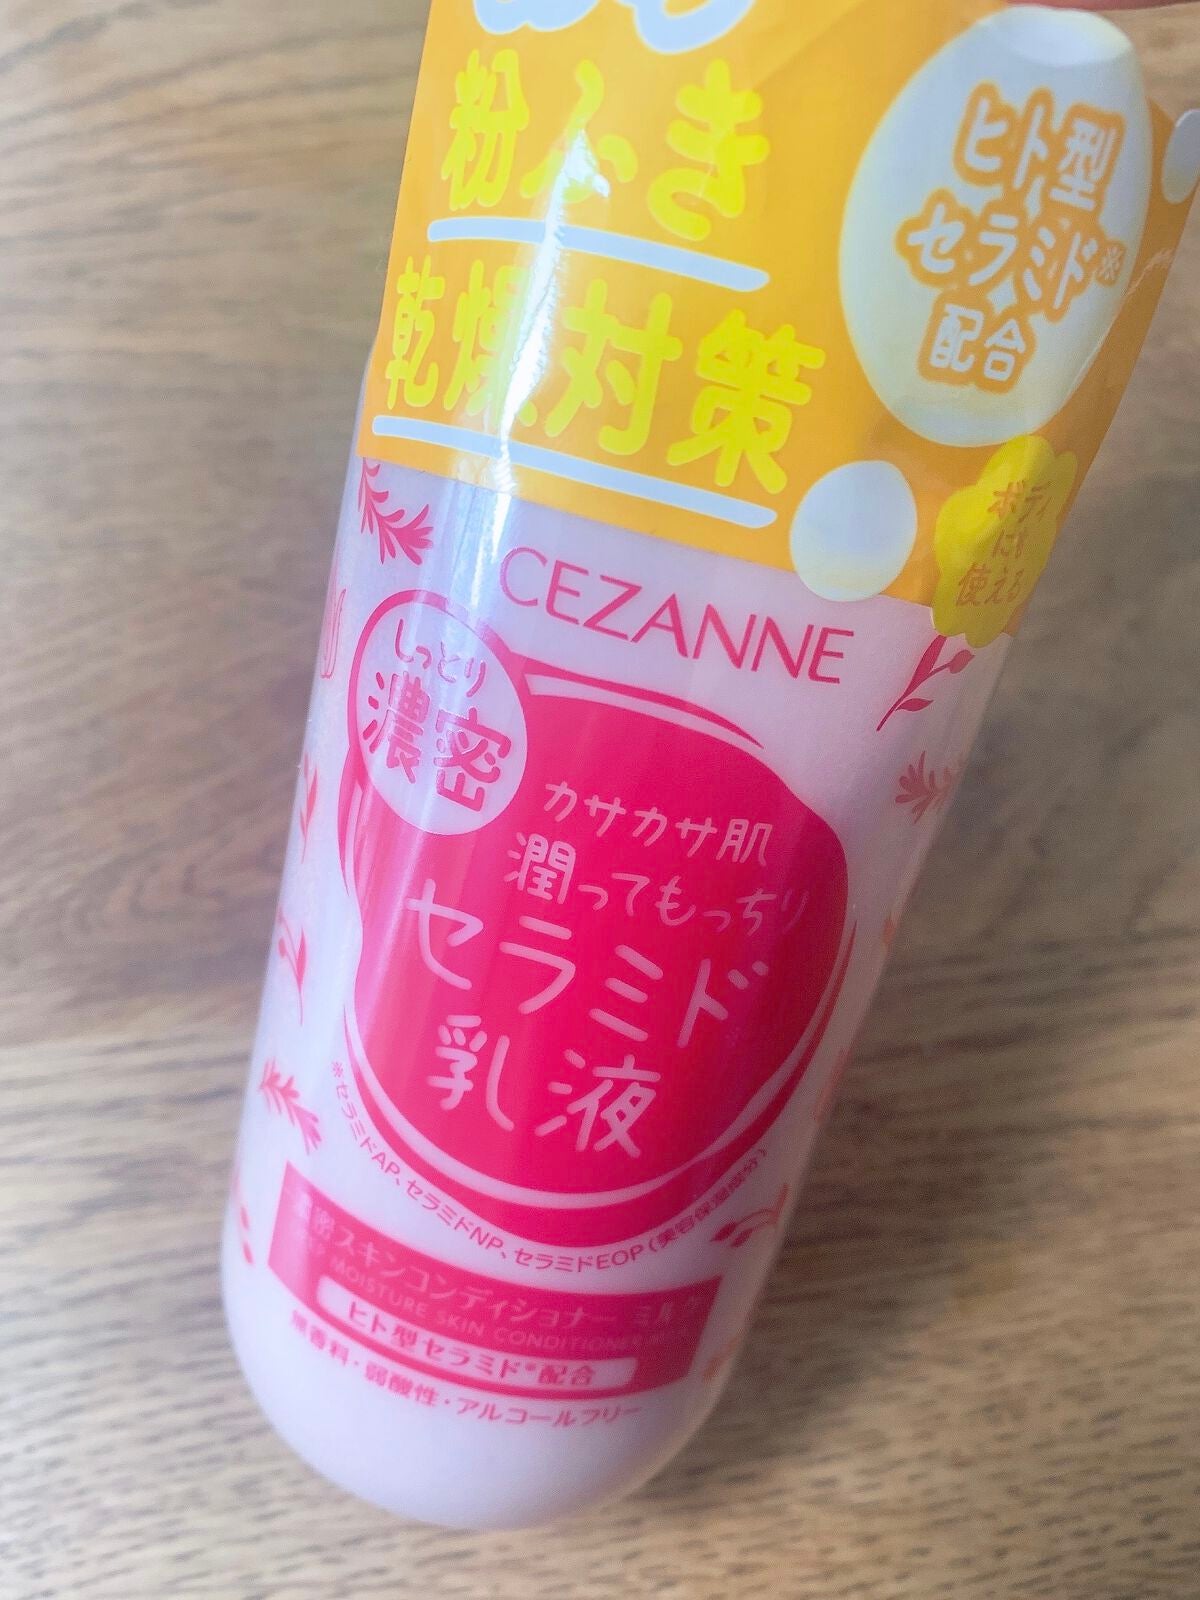 粉ふき
乾燥対策
ヒト型
セラミド※
配合
ボディ
にも
使える
CEZANNE
しっとり
濃密
カサカサ肌
潤ってもっちり
セラミド※
乳液
※セラミドAP、セラミドNP、セラミドEOP(美容保湿成分)
濃密スキンコンディショナー ミルク
MOISTURE SKIN CONDITIONER
ヒト型セラミド※配合
無香料・弱酸性・アルコールフリー